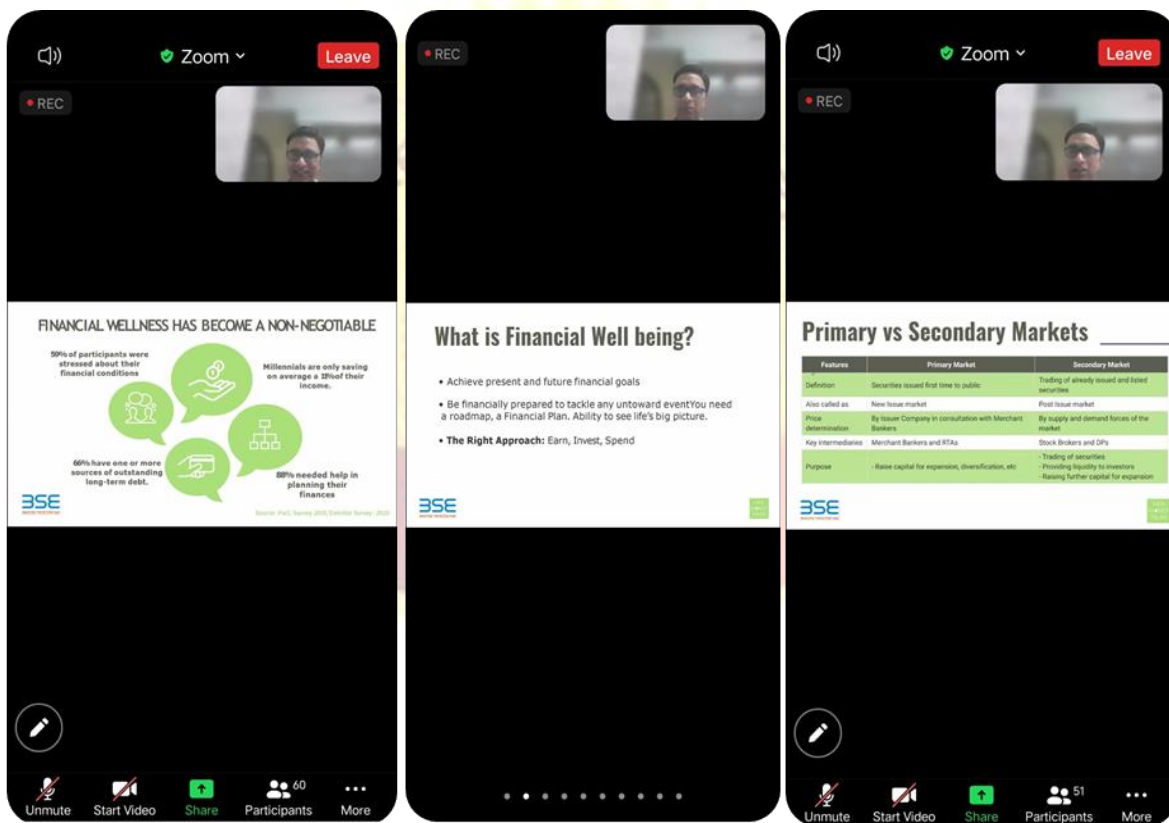 Zoom
Leave
REC
FINANCIAL WELLNESS HAS BECOME A NON-NEGOTIABLE
59% of participants were
stressed about their
financial conditions
Millennials are only saving
on average a 11%of their
income.
66% have one or more
sources of outstanding
long-term debt.
88% needed help in
planning their
finances
BSE
Unmute
Start Video
Share
60
Participants
More
REC
What is Financial Well being?
• Achieve present and future financial goals
• Be financially prepared to tackle any untoward eventYou need
a roadmap, a Financial Plan. Ability to see life's big picture.
• The Right Approach: Earn, Invest, Spend
BSE
Zoom
Leave
REC
Primary vs Secondary Markets
Features Primary Market Secondary Market
Definition Securities issued first time to public Trading of already issued and listed
securities
Also called as New Issue market Post Issue market
Price
determination By Issuer Company in consultation with Merchant
Bankers By supply and demand forces of the
market
Key Intermediaries Merchant Bankers and RTAs Stock Brokers and DPs
Purpose - Raise capital for expansion, diversification, etc - Trading of securities
- Providing liquidity to investors
- Raising further capital for expansion
BSE
Unmute
Start Video
Share
51
Participants
More